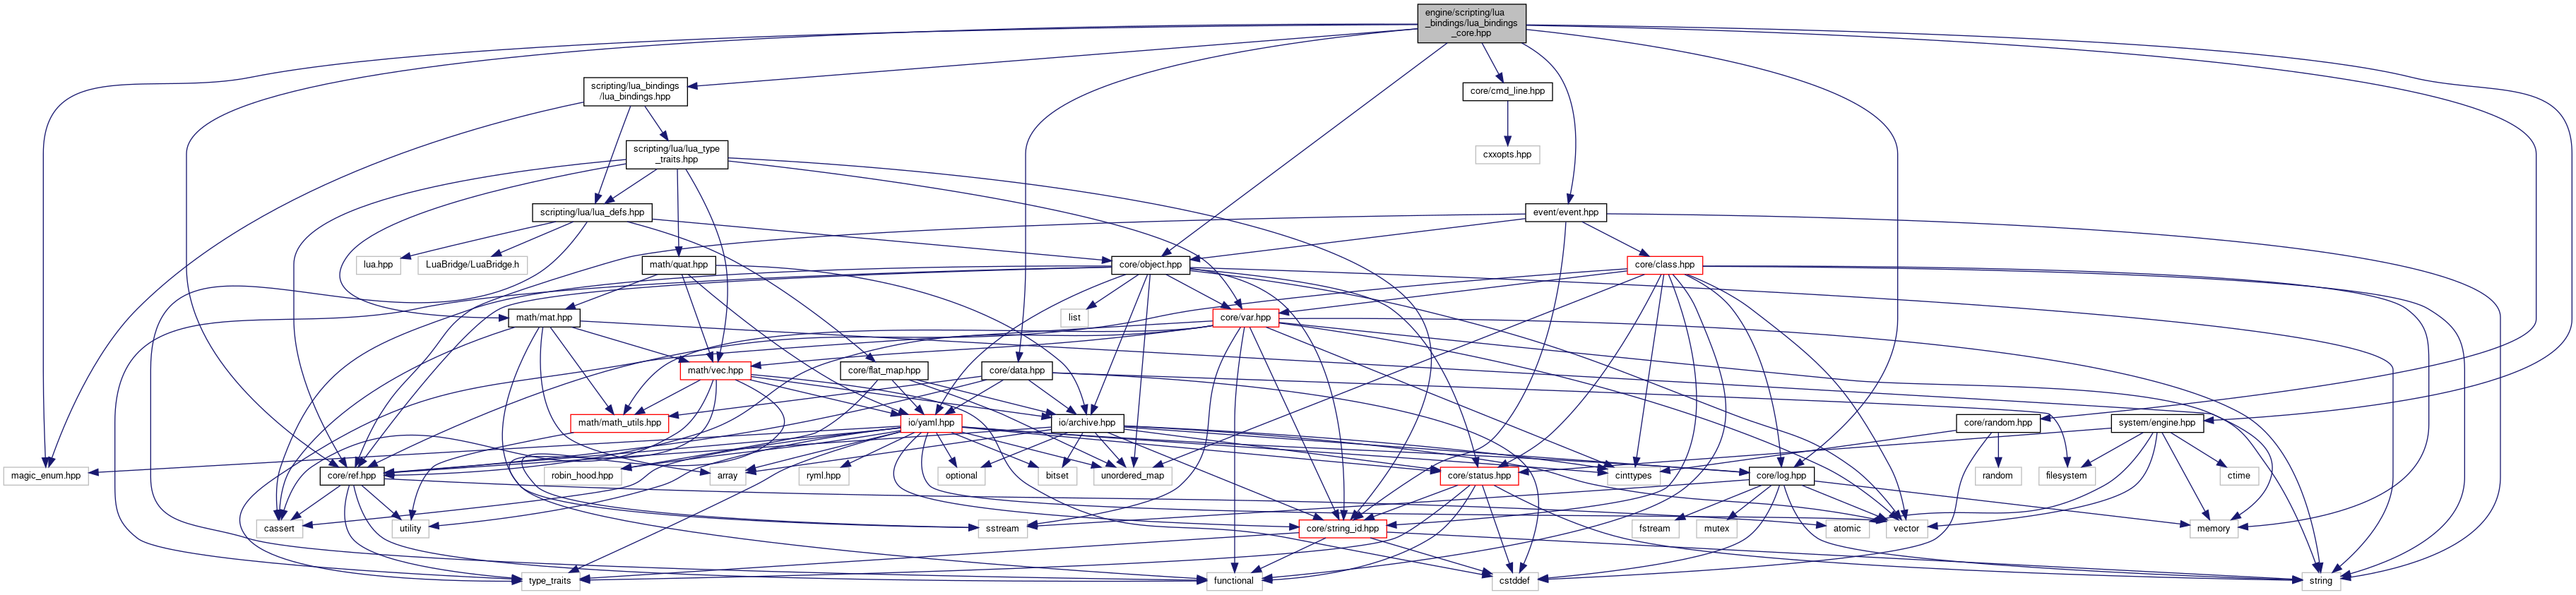 engine/scripting/lua
_bindings/lua_bindings
_core.hpp
scripting/lua_bindings
/lua_bindings.hpp
core/cmd_line.hpp
scripting/lua/lua_type
_traits.hpp
cxxopts.hpp
scripting/lua/lua_defs.hpp
event/event.hpp
lua.hpp
LuaBridge/LuaBridge.h
math/quat.hpp
core/object.hpp
core/class.hpp
math/mat.hpp
list
core/var.hpp
math/vec.hpp
core/flat_map.hpp
core/data.hpp
math/math_utils.hpp
io/yaml.hpp
io/archive.hpp
core/random.hpp
system/engine.hpp
magic_enum.hpp
core/ref.hpp
robin_hood.hpp
array
ryml.hpp
optional
bitset
unordered_map
core/status.hpp
cinttypes
core/log.hpp
random
filesystem
ctime
cassert
utility
sstream
core/string_id.hpp
fstream
mutex
atomic
vector
memory
type_traits
functional
cstddef
string